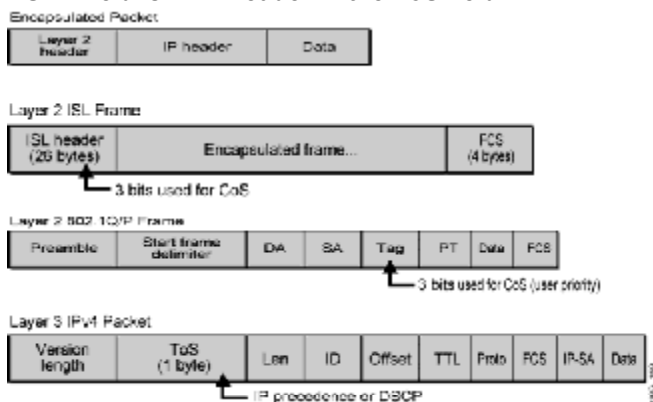 Encapsulated Packet
Layer 2 header
IP header
Data
Layer 2 ISL Frame
ISL header (26 bytes)
Encapsulated frame...
FCS (4 bytes)
3 bits used for CoS
Layer 2 802.1Q/P Frame
Preamble
Start frame delimiter
DA
SA
Tag
PT
Data
FCS
3 bits used for CoS (user priority)
Layer 3 IPv4 Packet
Version length
ToS (1 byte)
Len
ID
Offset
TTL
Proto
FCS
IP-SA
Data
IP precedence or DSCP